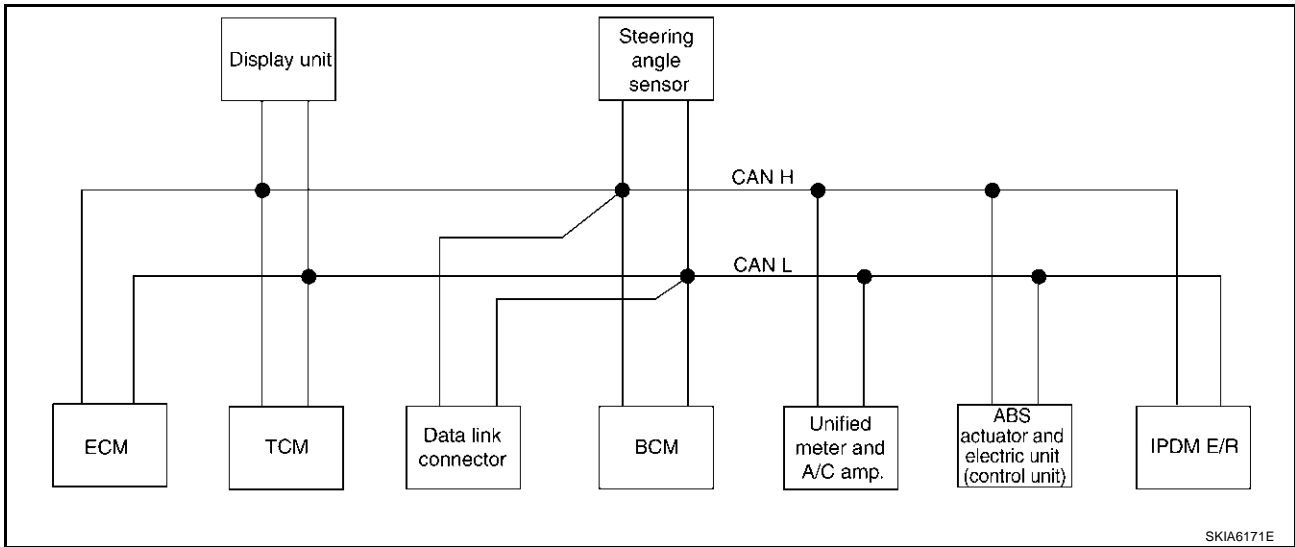 Display unit
Steering
angle
sensor
CAN H
CAN L
ECM
TCM
Data link
connector
BCM
Unified
meter and
A/C amp.
ABS
actuator and
electric unit
(control unit)
IPDM E/R
SKIA6171E